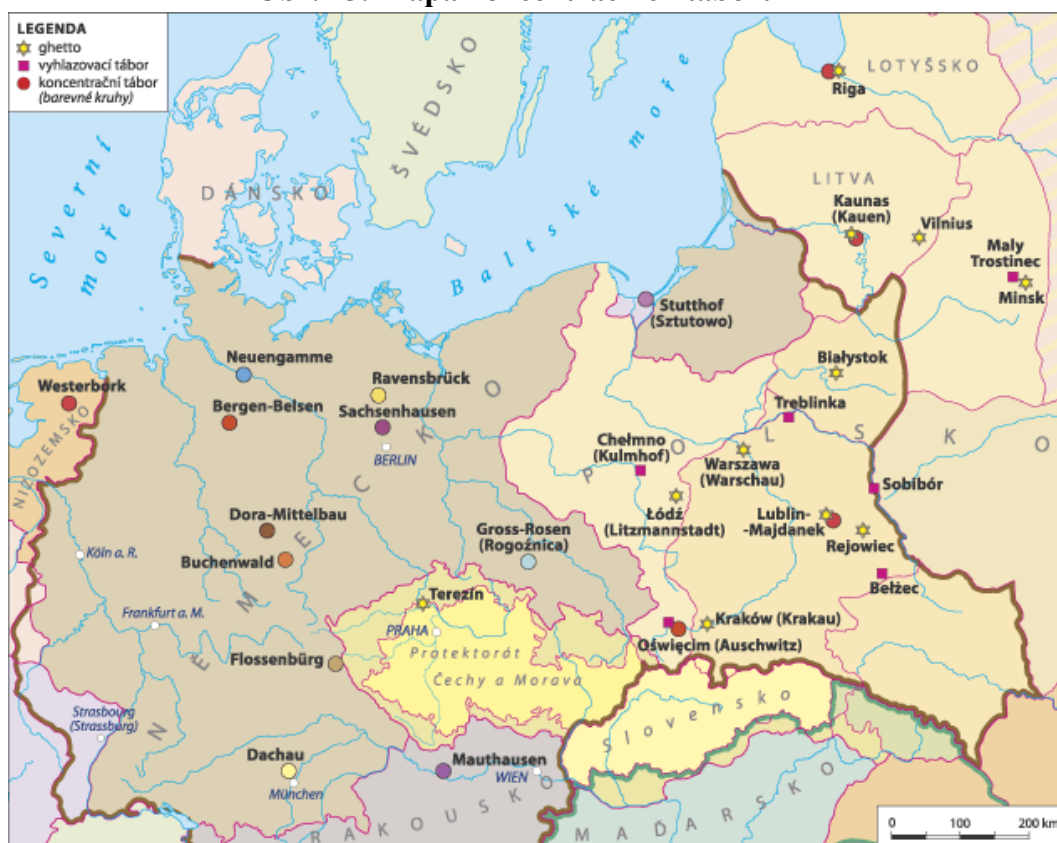 LEGENDA
ghetto
vyhlazovací tábor
koncentrační tábor
(barevné kruhy)
Severní
moře
DÁNSKO
ŠVÉDSKO
Baltské moře
LOTYŠSKO
Riga
LITVA
Kaunas
(Kauen)
Vilnius
Maly
Trostinec
Minsk
Stutthof
(Sztutowo)
Neuengamme
Westerbork
NIZOZEMSKO
Bergen-Belsen
Ravensbrück
Sachsenhausen
BERLIN
Białystok
Treblinka
Chełmno
(Kulmhof)
POLSKO
Warszawa
(Warschau)
Sobibór
Łódź
(Litzmannstadt)
Lublin-
-Majdanek
Rejowiec
Dora-Mittelbau
NĚMECKO
Gross-Rosen
(Rogoźnica)
Köln a. R.
Buchenwald
Bełżec
Terezín
Frankfurt a. M.
PRAHA
Kraków (Krakau)
Oświęcim (Auschwitz)
Protektorát
Čechy a Morava
Flossenbürg
Slovensko
Strasbourg
(Strassburg)
Dachau
München
Mauthausen
WIEN
RAKOUSKO
MAĎARSKO
0 100 200 km